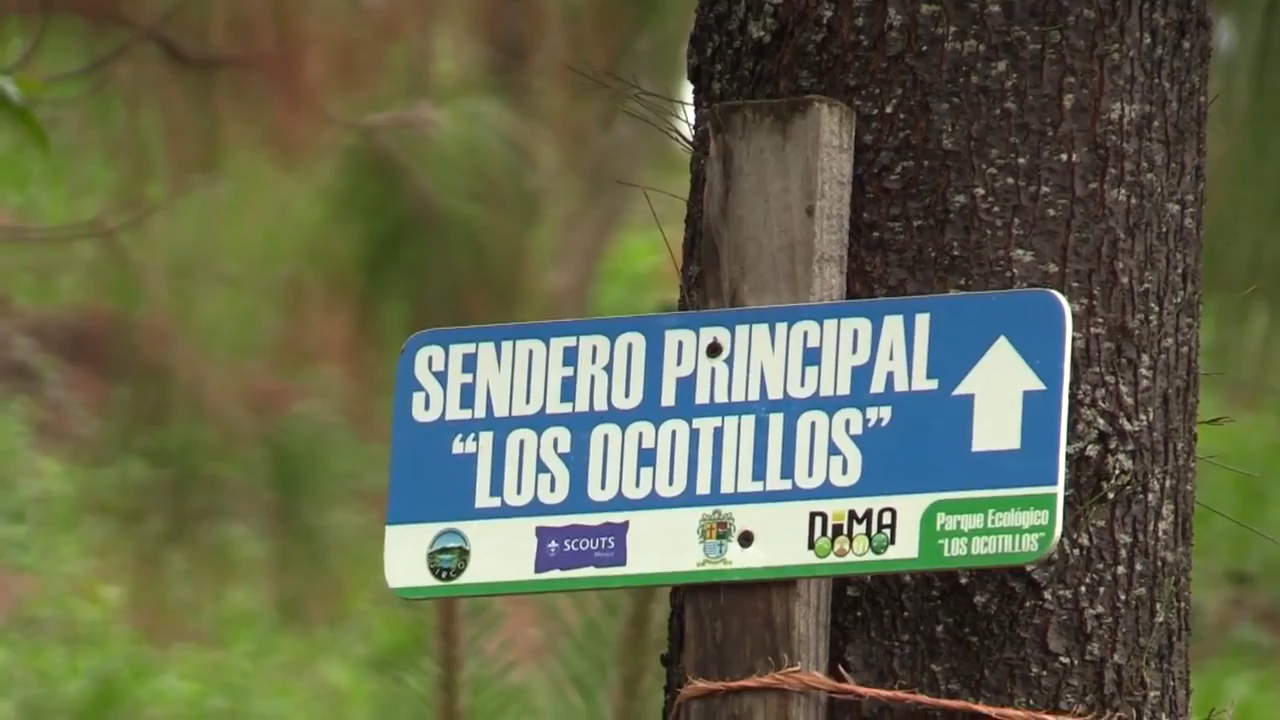 SENDERO PRINCIPAL
“LOS OCOTILLOS”
SCOUTS
DiMA
Parque Ecológico
“LOS OCOTILLOS”